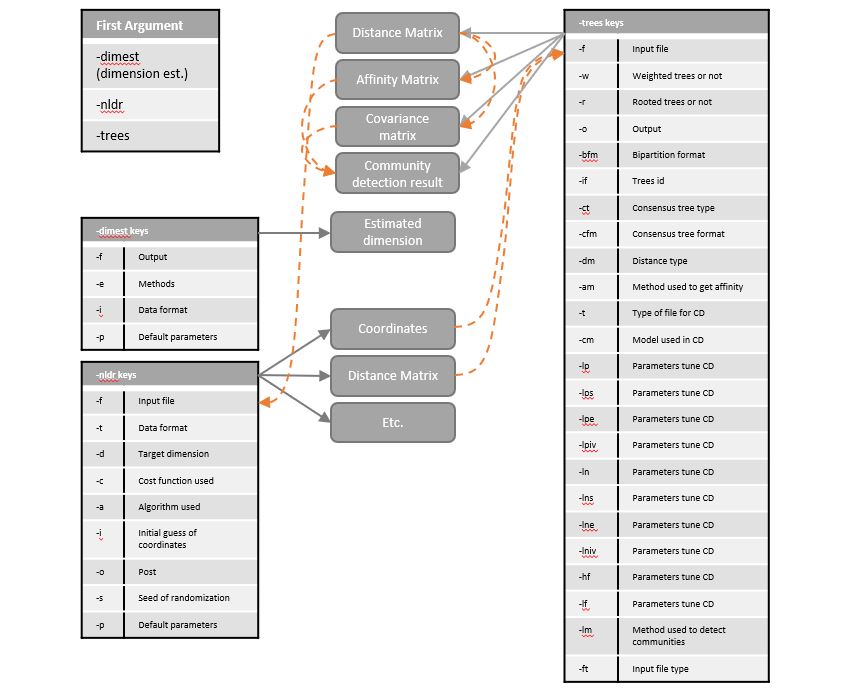 First Argument
-dimest
(dimension est.)
-nldr
-trees
Distance Matrix
Affinity Matrix
Covariance
matrix
Community
detection result
Estimated
dimension
Coordinates
Distance Matrix
Etc.
-dimest keys
-f Output
-e Methods
-i Data format
-p Default parameters
-nldr keys
-f Input file
-t Data format
-d Target dimension
-c Cost function used
-a Algorithm used
-i Initial guess of
coordinates
-o Post
-s Seed of randomization
-p Default parameters
-trees keys
-f Input file
-w Weighted trees or not
-r Rooted trees or not
-o Output
-bfm Bipartition format
-if Trees id
-ct Consensus tree type
-cfm Consensus tree format
-dm Distance type
-am Method used to get affinity
-t Type of file for CD
-cm Model used in CD
-lp Parameters tune CD
-lps Parameters tune CD
-lpe Parameters tune CD
-lpiv Parameters tune CD
-ln Parameters tune CD
-lns Parameters tune CD
-lne Parameters tune CD
-lniv Parameters tune CD
-hf Parameters tune CD
-lf Parameters tune CD
-lm Method used to detect
communities
-ft Input file type